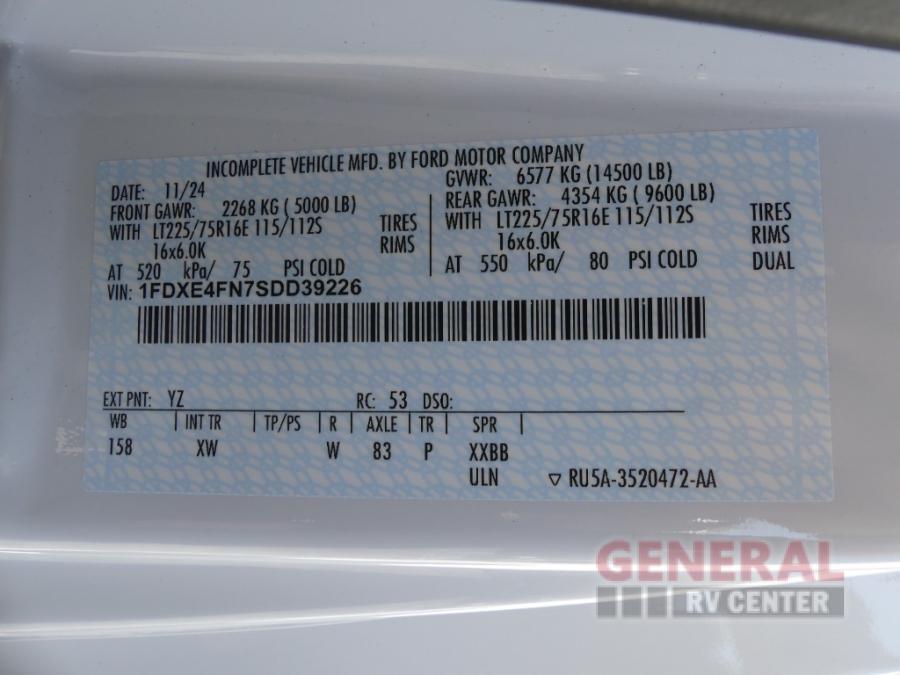 INCOMPLETE VEHICLE MFD. BY FORD MOTOR COMPANY
DATE: 11/24
FRONT GAWR: 2268 KG ( 5000 LB)
WITH LT225/75R16E 115/112S TIRES
16x6.0K RIMS
AT 520 kPa/ 75 PSI COLD
GVWR: 6577 KG (14500 LB)
REAR GAWR: 4354 KG ( 9600 LB)
WITH LT225/75R16E 115/112S TIRES
16x6.0K RIMS
AT 550 kPa/ 80 PSI COLD DUAL
VIN: 1FDXE4FN7SDD39226
EXT PNT: YZ RC: 53 DSO:
WB INT TR TP/PS R AXLE TR SPR
158 XW W 83 P XXBB
ULN ▽ RU5A-3520472-AA
GENERAL
RV CENTER